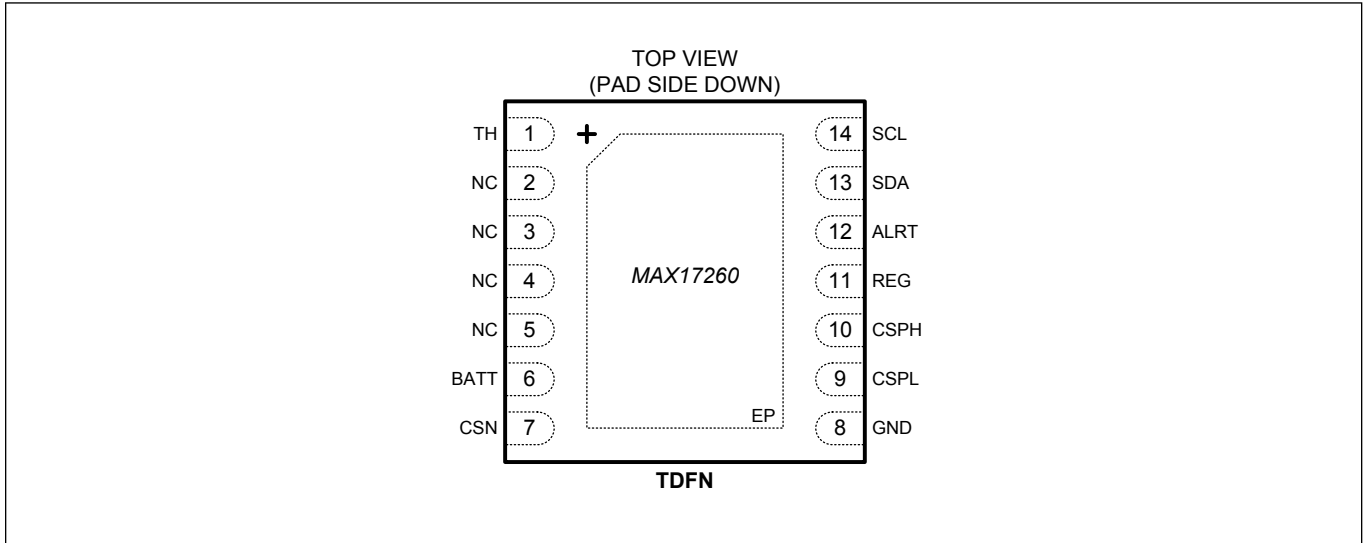 TOP VIEW
(PAD SIDE DOWN)
TH 1 + 14 SCL
NC 2 13 SDA
NC 3 12 ALRT
NC 4 MAX17260 11 REG
NC 5 10 CSPH
BATT 6 9 CSPL
CSN 7 EP 8 GND
TDFN